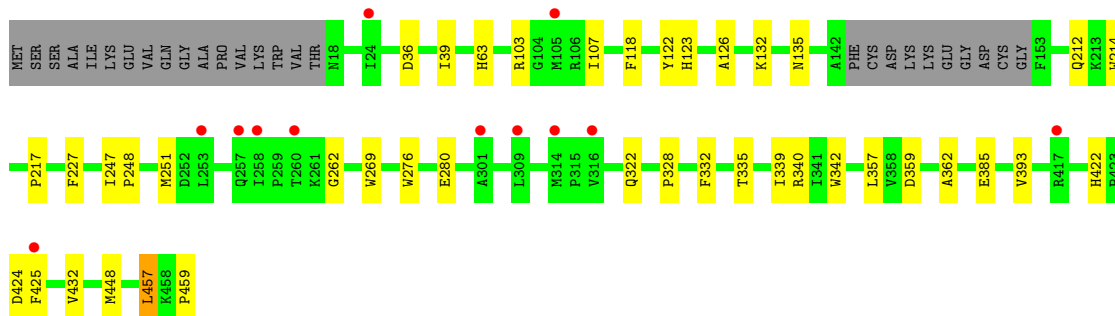 MET SER SER ALA ILE LYS GLU VAL GLN GLY ALA PRO VAL LYS TRP VAL THR N18 I24 D36 I39 H63 R103 G104 M105 R106 I107 F118 Y122 H123 A126 K132 N135 A142 PHE CYS ASP LYS LYS GLU GLY ASP CYS GLY F153 Q212 K213
P217 F227 I247 P248 M251 D252 L253 Q257 I258 P259 T260 K261 G262 W269 W276 E280 A301 L309 M314 P315 V316 Q322 P328 F332 T335 I339 R340 I341 W342 L357 V358 D359 A362 E385 V393 R417 H422
D424 F425 V432 M448 L457 K458 P459